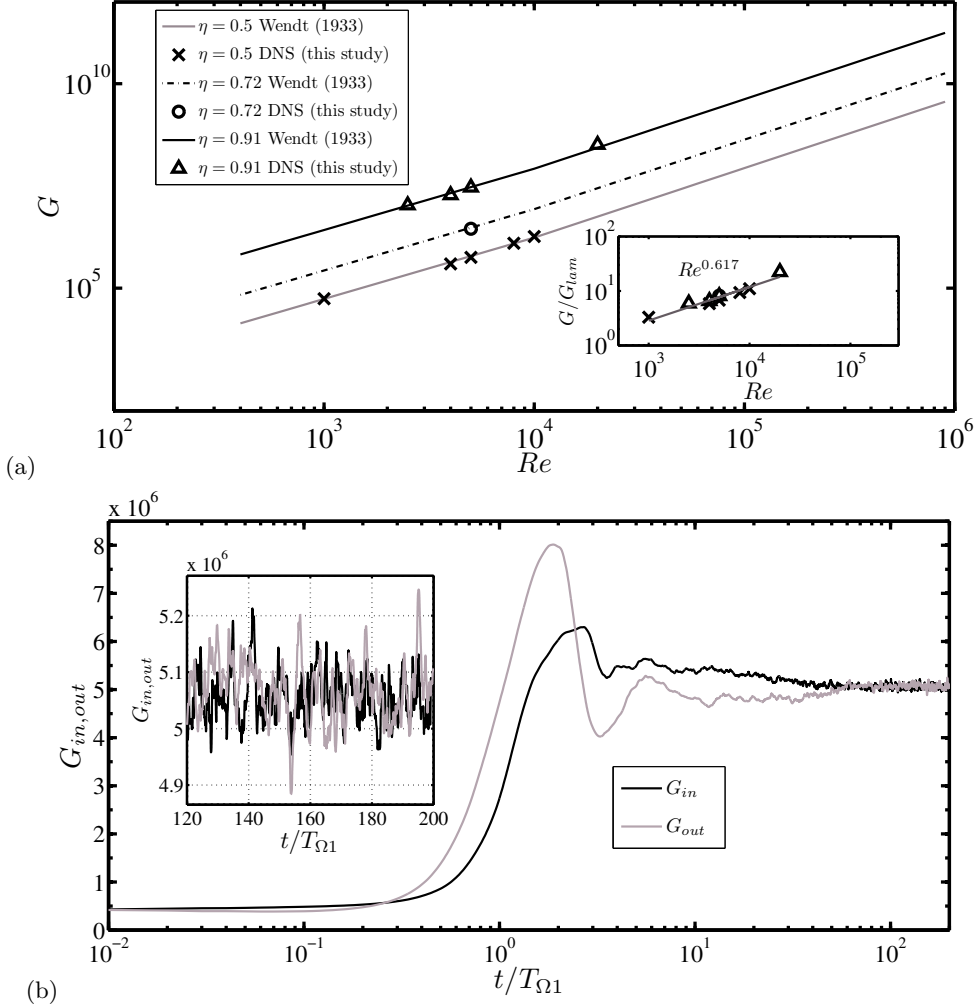 η = 0.5 Wendt (1933)
η = 0.5 DNS (this study)
η = 0.72 Wendt (1933)
η = 0.72 DNS (this study)
η = 0.91 Wendt (1933)
η = 0.91 DNS (this study)
G
10^10
10^5
10^2 10^3 10^4 10^5 10^6
Re
G/G_lam
10^2
10^1
10^0
Re^0.617
10^3 10^4 10^5
Re
(a)
x 10^6
G_in,out
8
7
6
5
4
3
2
1
0
10^-2 10^-1 10^0 10^1 10^2
t/T_Ω1
x 10^6
G_in,out
5.2
5.1
5
4.9
120 140 160 180 200
t/T_Ω1
G_in
G_out
(b)